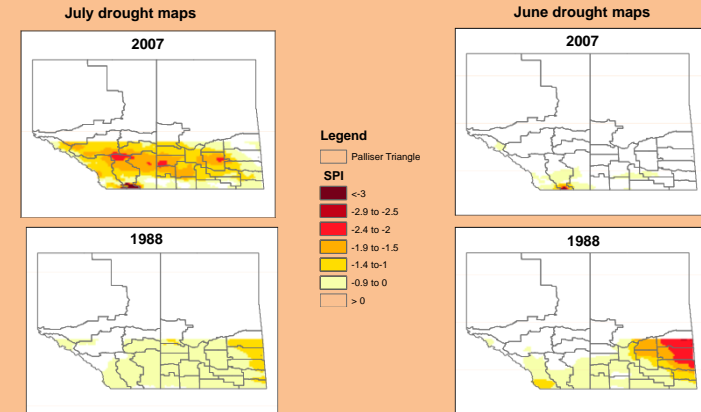 July drought maps
2007
1988
Legend
Palliser Triangle
SPI
<-3
-2.9 to -2.5
-2.4 to -2
-1.9 to -1.5
-1.4 to-1
-0.9 to 0
> 0
June drought maps
2007
1988